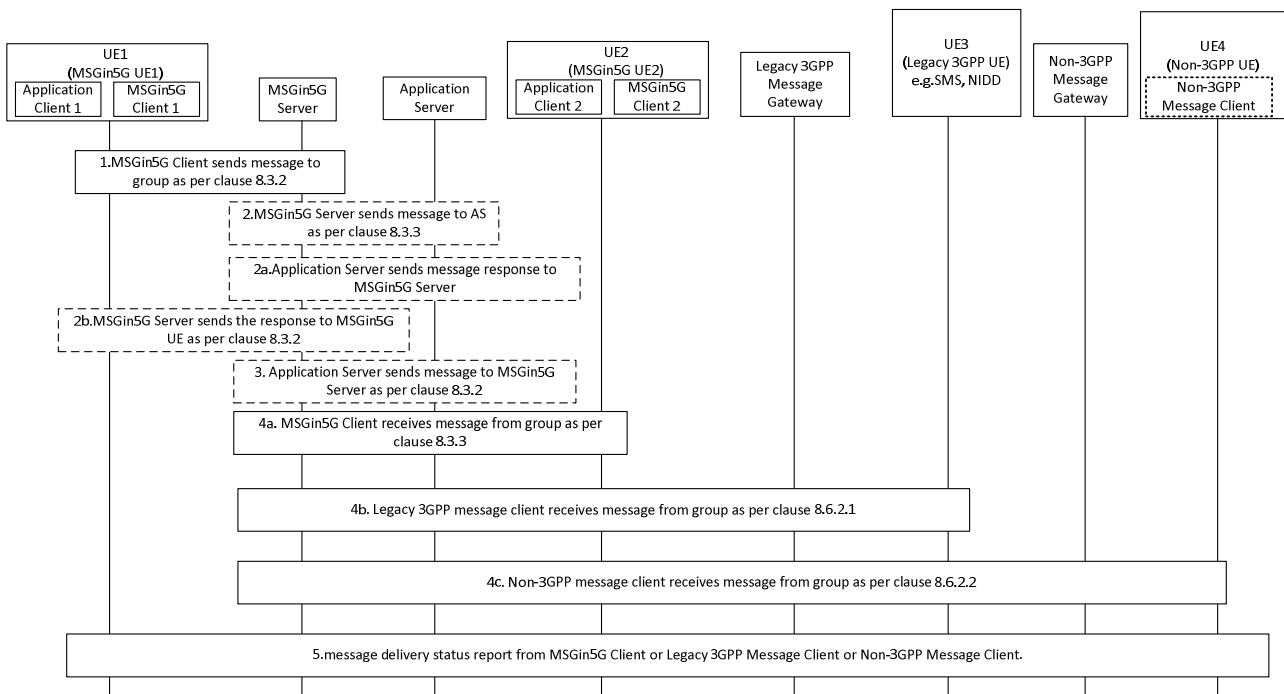 UE1
(MSGin5G UE1)
Application
Client 1
MSGin5G
Client 1
MSGin5G
Server
Application
Server
UE2
(MSGin5G UE2)
Application
Client 2
MSGin5G
Client 2
Legacy 3GPP
Message
Gateway
UE3
(Legacy 3GPP UE)
e.g.SMS, NIDD
Non-3GPP
Message
Gateway
UE4
(Non-3GPP UE)
Non-3GPP
Message Client
1.MSGin5G Client sends message to
group as per clause 8.3.2
2.MSGin5G Server sends message to AS
as per clause 8.3.3
2a.Application Server sends message response to
MSGin5G Server
2b.MSGin5G Server sends the response to MSGin5G
UE as per clause 8.3.2
3. Application Server sends message to MSGin5G
Server as per clause 8.3.2
4a. MSGin5G Client receives message from group as per
clause 8.3.3
4b. Legacy 3GPP message client receives message from group as per clause 8.6.2.1
4c. Non-3GPP message client receives message from group as per clause 8.6.2.2
5.message delivery status report from MSGin5G Client or Legacy 3GPP Message Client or Non-3GPP Message Client.